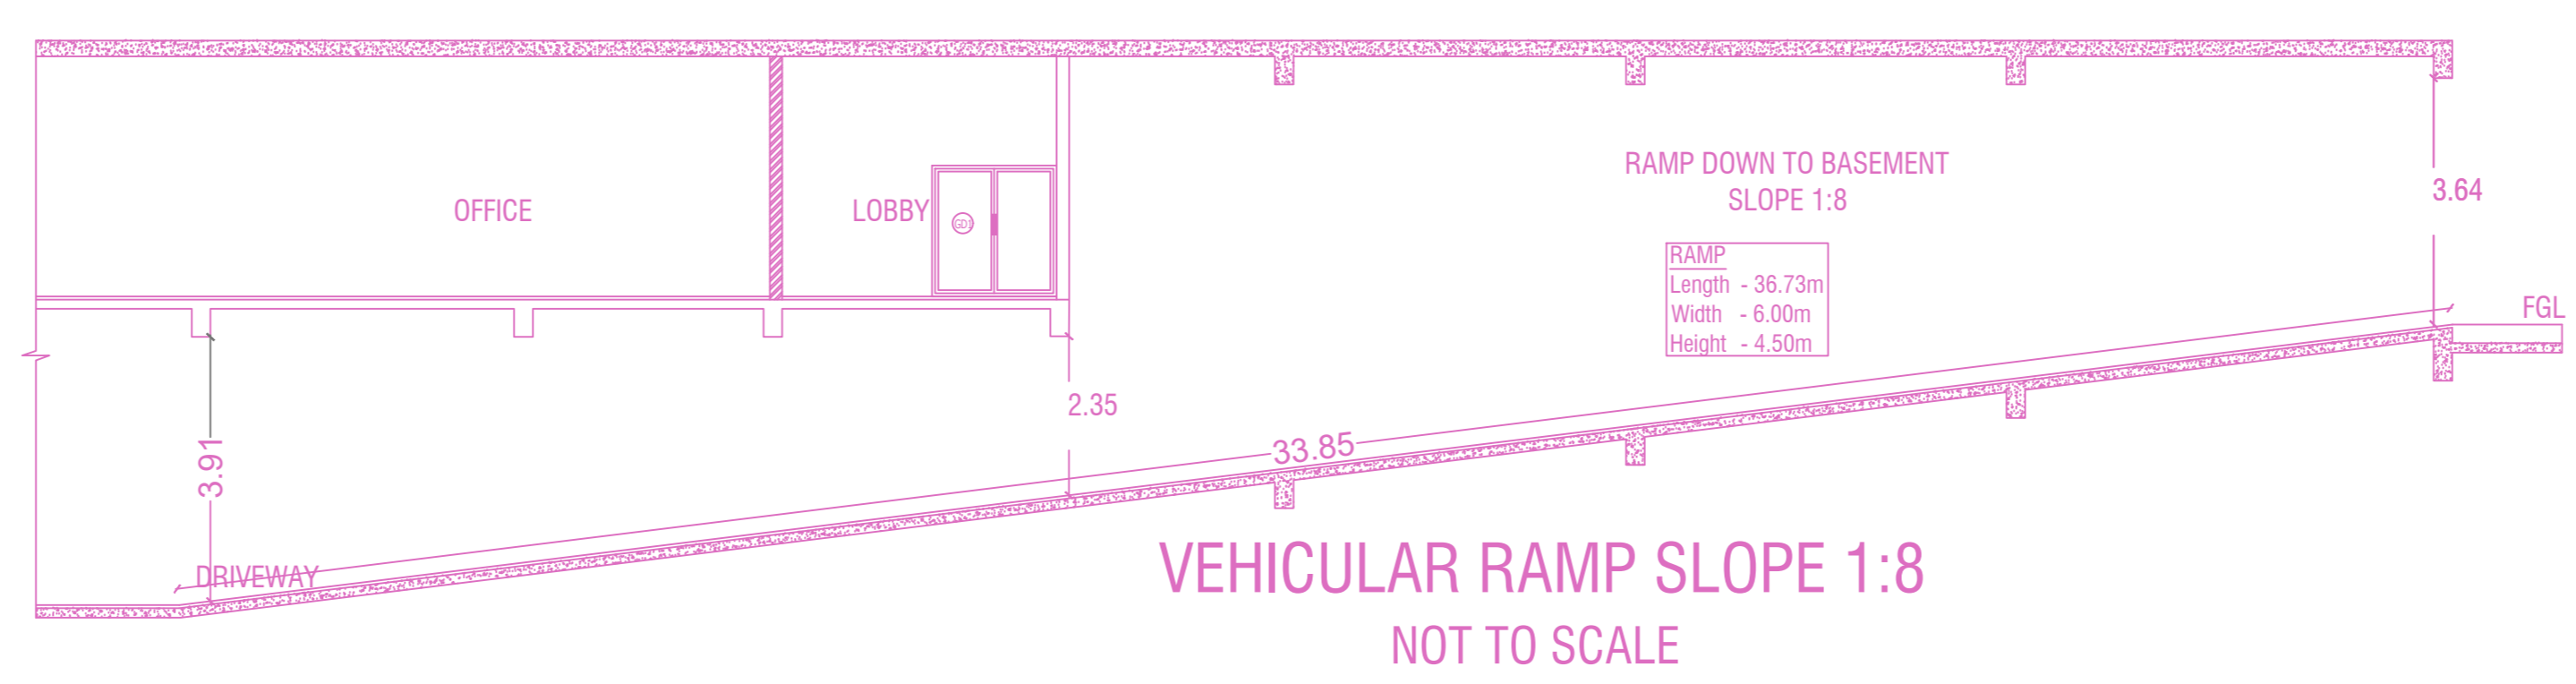 OFFICE
LOBBY
GD1
RAMP DOWN TO BASEMENT
SLOPE 1:8
3.64
RAMP
Length - 36.73m
Width - 6.00m
Height - 4.50m
FGL
2.35
33.85
3.91
DRIVEWAY
VEHICULAR RAMP SLOPE 1:8
NOT TO SCALE